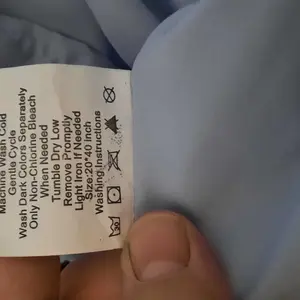 Machine Wash Cold
Gentle Cycle
Wash Dark Colors Separately
Only Non-Chlorine Bleach
When Needed
Tumble Dry Low
Remove Promptly
Light Iron If Needed
Size:20*40 Inch
Washing Instructions